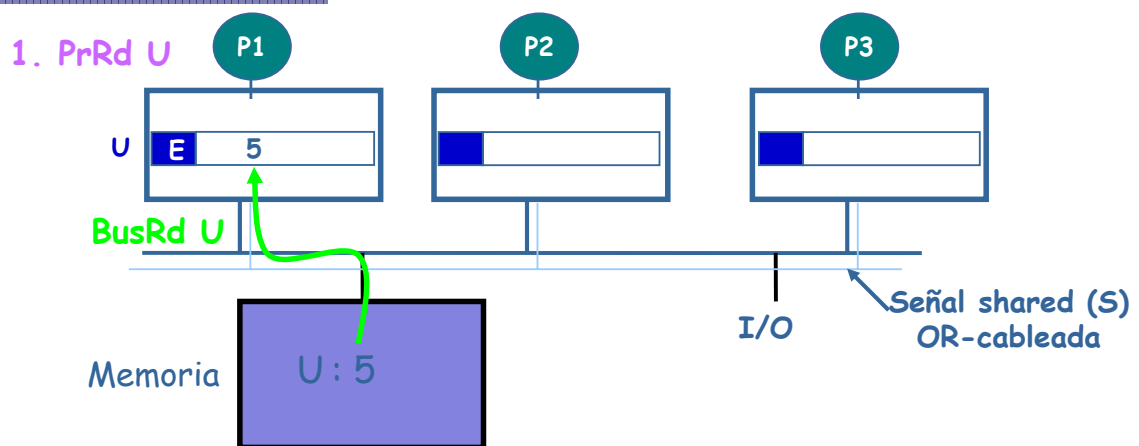 1. PrRd U
P1
P2
P3
U
E
5
BusRd U
Señal shared (S)
OR-cableada
I/O
Memoria
U : 5